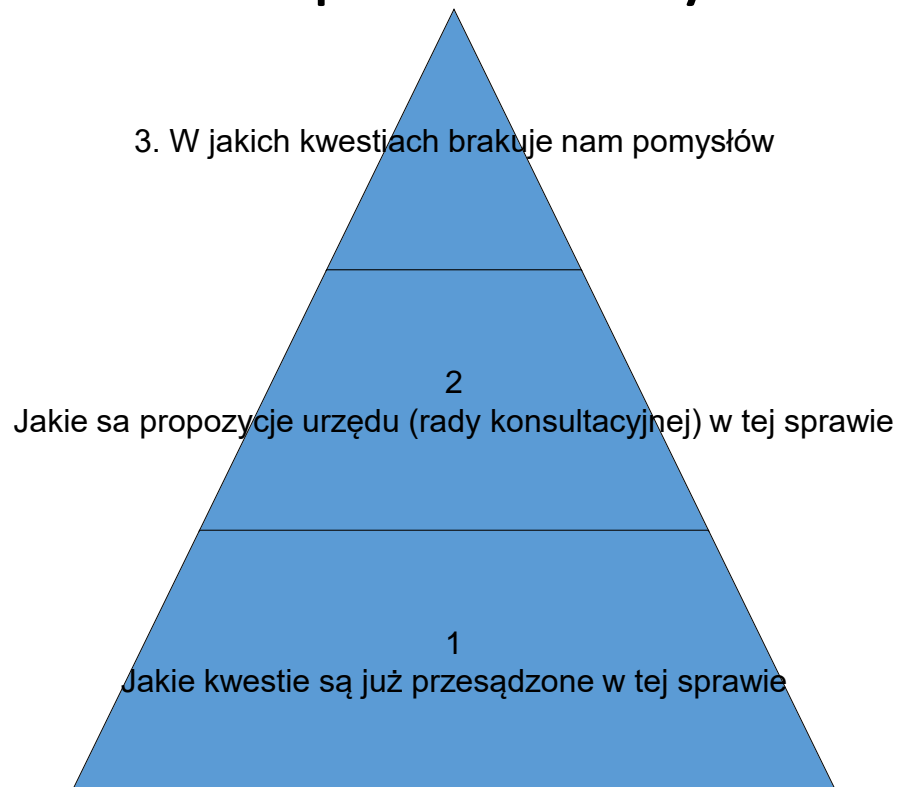 3. W jakich kwestiach brakuje nam pomysłów
2
Jakie sa propozycje urzędu (rady konsultacyjnej) w tej sprawie
1
Jakie kwestie są już przesądzone w tej sprawie